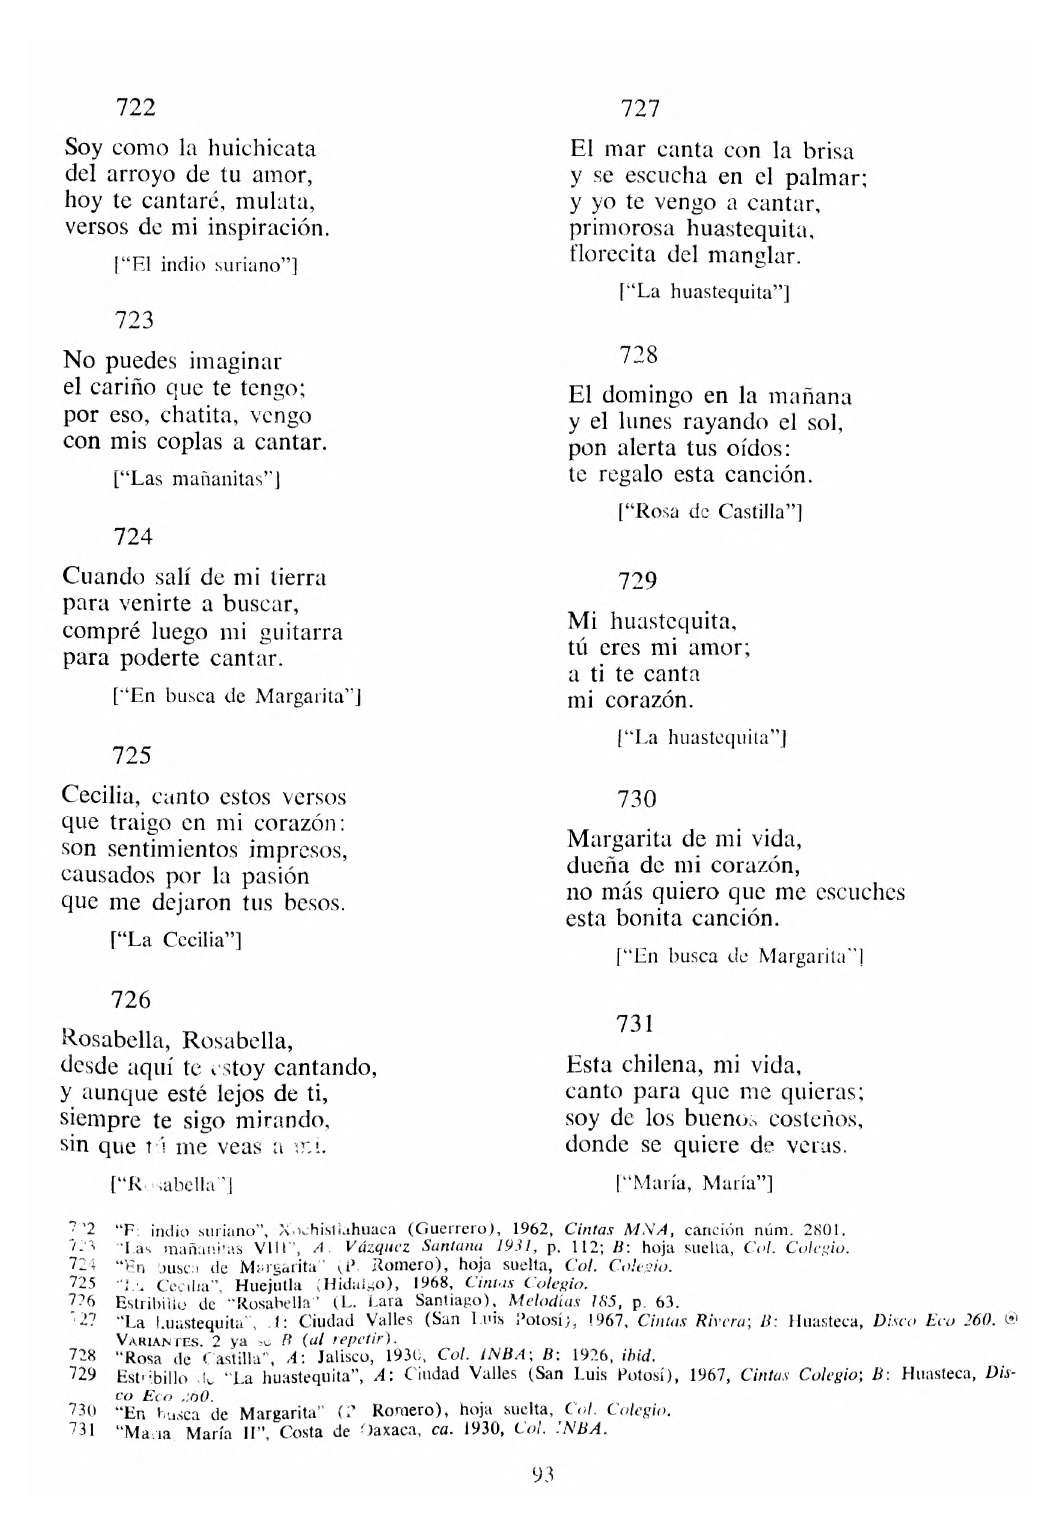 722
Soy como la huichicata
del arroyo de tu amor,
hoy te cantaré, mulata,
versos de mi inspiración.
[“El indio suriano”]
723
No puedes imaginar
el cariño que te tengo;
por eso, chatita, vengo
con mis coplas a cantar.
[“Las mañanitas”]
724
Cuando salí de mi tierra
para venirte a buscar,
compré luego mi guitarra
para poderte cantar.
[“En busca de Margarita”]
725
Cecilia, canto estos versos
que traigo en mi corazón:
son sentimientos impresos,
causados por la pasión
que me dejaron tus besos.
[“La Cecilia”]
726
Rosabella, Rosabella,
desde aquí te estoy cantando,
y aunque esté lejos de ti,
siempre te sigo mirando,
sin que tú me veas a mí.
[“Rosabella”]
727
El mar canta con la brisa
y se escucha en el palmar;
y yo te vengo a cantar,
primorosa huastequita,
florecita del manglar.
[“La huastequita”]
728
El domingo en la mañana
y el lunes rayando el sol,
pon alerta tus oídos:
te regalo esta canción.
[“Rosa de Castilla”]
729
Mi huastequita,
tú eres mi amor;
a ti te canta
mi corazón.
[“La huastequita”]
730
Margarita de mi vida,
dueña de mi corazón,
no más quiero que me escuches
esta bonita canción.
[“En busca de Margarita”]
731
Esta chilena, mi vida,
canto para que me quieras;
soy de los buenos costeños,
donde se quiere de veras.
[“María, María”]
722 “El indio suriano”, Xochistlahuaca (Guerrero), 1962, Cintas MNA, canción núm. 2801.
723 “Las mañanitas VIII”, A: Vázquez Santana 1931, p. 112; B: hoja suelta, Col. Colegio.
724 “En busca de Margarita” (P. Romero), hoja suelta, Col. Colegio.
725 “La Cecilia”, Huejutla (Hidalgo), 1968, Cintas Colegio.
726 Estribillo de “Rosabella” (L. Lara Santiago), Melodías 185, p. 63.
727 “La huastequita”, A: Ciudad Valles (San Luis Potosí), 1967, Cintas Rivera; B: Huasteca, Disco Eco 260.
VARIANTES. 2 ya se B (al repetir).
728 “Rosa de Castilla”, A: Jalisco, 1930, Col. INBA; B: 1926, ibid.
729 Estribillo de “La huastequita”, A: Ciudad Valles (San Luis Potosí), 1967, Cintas Colegio; B: Huasteca, Dis-
co Eco 260.
730 “En busca de Margarita” (P. Romero), hoja suelta, Col. Colegio.
731 “María María II”, Costa de Oaxaca, ca. 1930, Col. INBA.
93